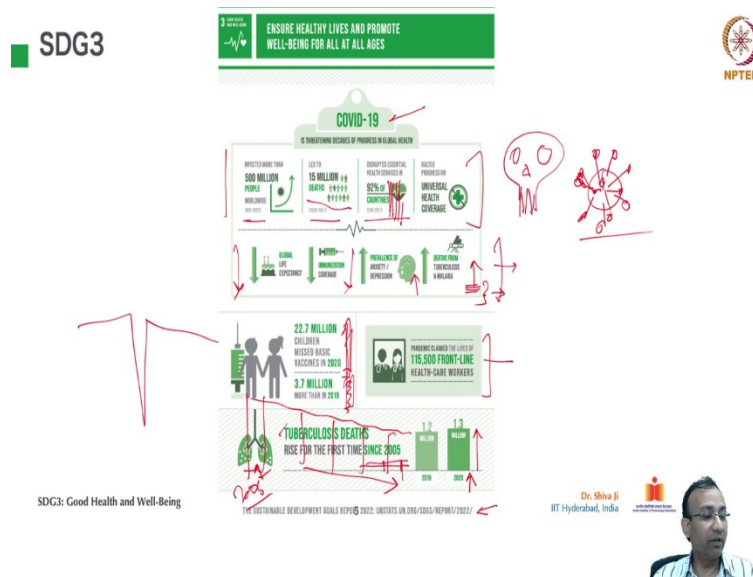 SDG3
3 GOOD HEALTH
AND WELL-BEING
ENSURE HEALTHY LIVES AND PROMOTE
WELL-BEING FOR ALL AT ALL AGES
NPTEL
COVID-19
IS THREATENING DECADES OF PROGRESS IN GLOBAL HEALTH
INFECTED MORE THAN
500 MILLION
PEOPLE
WORLDWIDE
LED TO
15 MILLION
DEATHS
DISRUPTED ESSENTIAL
HEALTH SERVICES IN
92% OF
COUNTRIES
HALTED
PROGRESS ON
UNIVERSAL
HEALTH
COVERAGE
GLOBAL
LIFE
EXPECTANCY
IMMUNIZATION
COVERAGE
PREVALENCE OF
ANXIETY/
DEPRESSION
DEATHS FROM
TUBERCULOSIS
& MALARIA
22.7 MILLION
CHILDREN
MISSED BASIC
VACCINES IN 2020
3.7 MILLION
MORE THAN IN 2019
PANDEMIC CLAIMED THE LIVES OF
115,500 FRONT-LINE
HEALTH-CARE WORKERS
TUBERCULOSIS DEATHS
RISE FOR THE FIRST TIME SINCE 2005
1.2
MILLION
2019
1.3
MILLION
2020
2005
SDG3: Good Health and Well-Being
THE SUSTAINABLE DEVELOPMENT GOALS REPO 2022: UNSTATS.UN.ORG/SDGS/REPORT/2022/
Dr. Shiva Ji
IIT Hyderabad, India